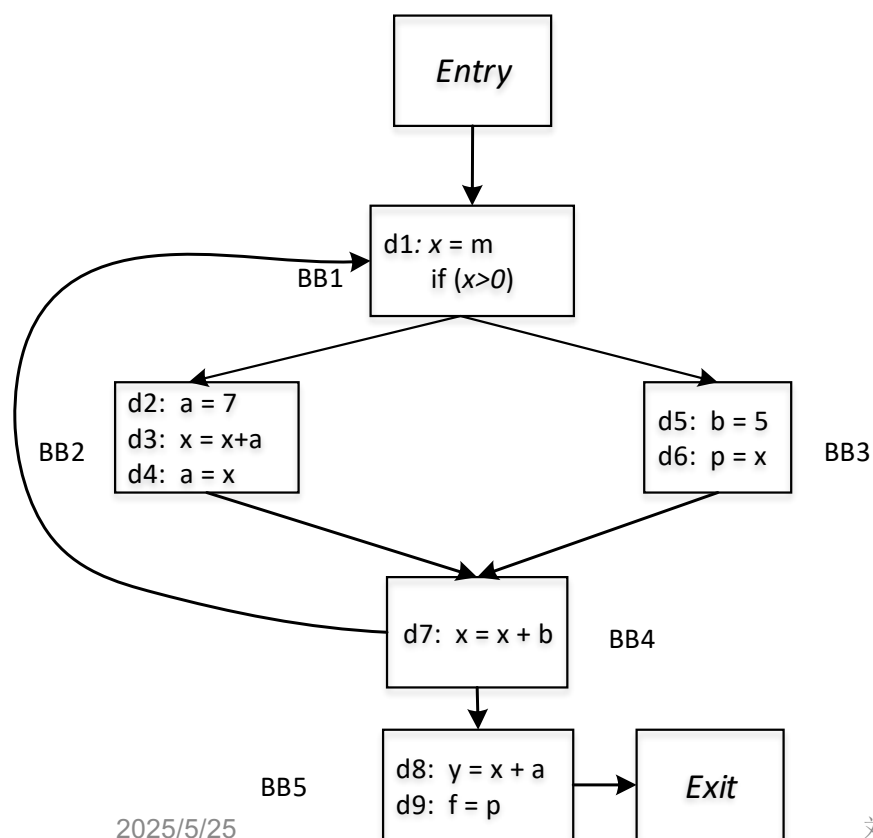 Entry
d1: x = m
if (x>0)
BB1
d2: a = 7
d3: x = x+a
d4: a = x
BB2
d5: b = 5
d6: p = x
BB3
d7: x = x + b
BB4
d8: y = x + a
d9: f = p
BB5
Exit
2025/5/25